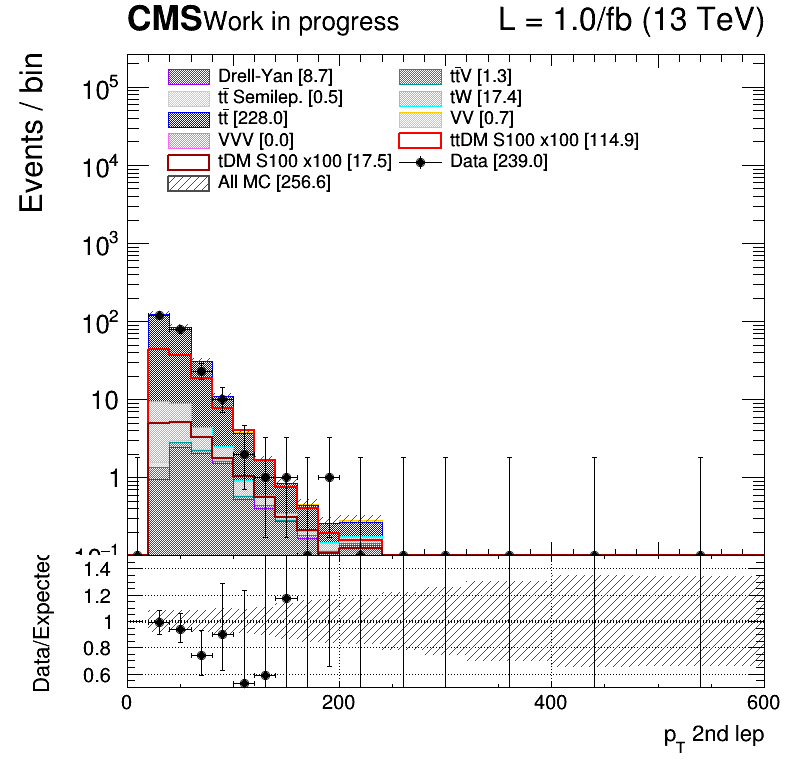 CMS Work in progress L = 1.0/fb (13 TeV)
Events / bin
Drell-Yan [8.7] tt̄V [1.3]
tt̄ Semilep. [0.5] tW [17.4]
tt̄ [228.0] VV [0.7]
VVV [0.0] ttDM S100 x100 [114.9]
tDM S100 x100 [17.5] Data [239.0]
All MC [256.6]
10⁵
10⁴
10³
10²
10
1
10⁻¹
Data/Expected
1.4
1.2
1
0.8
0.6
0 200 400 600
p_T 2nd lep